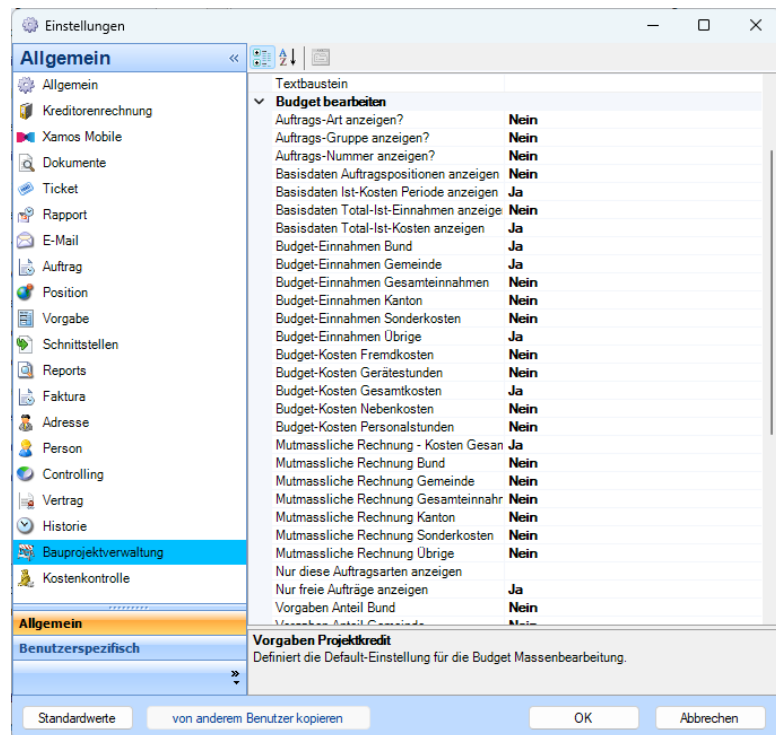 Einstellungen
Allgemein «
Allgemein
Kreditorenrechnung
Xamos Mobile
Dokumente
Ticket
Rapport
E-Mail
Auftrag
Position
Vorgabe
Schnittstellen
Reports
Faktura
Adresse
Person
Controlling
Vertrag
Historie
Bauprojektverwaltung
Kostenkontrolle
Allgemein
Benutzerspezifisch
»
Textbaustein
Budget bearbeiten
Auftrags-Art anzeigen? Nein
Auftrags-Gruppe anzeigen? Nein
Auftrags-Nummer anzeigen? Nein
Basisdaten Auftragspositionen anzeigen Nein
Basisdaten Ist-Kosten Periode anzeigen Ja
Basisdaten Total-Ist-Einnahmen anzeige Nein
Basisdaten Total-Ist-Kosten anzeigen Ja
Budget-Einnahmen Bund Ja
Budget-Einnahmen Gemeinde Ja
Budget-Einnahmen Gesamteinnahmen Nein
Budget-Einnahmen Kanton Nein
Budget-Einnahmen Sonderkosten Nein
Budget-Einnahmen Übrige Ja
Budget-Kosten Fremdkosten Nein
Budget-Kosten Gerätestunden Nein
Budget-Kosten Gesamtkosten Ja
Budget-Kosten Nebenkosten Nein
Budget-Kosten Personalstunden Nein
Mutmassliche Rechnung - Kosten Gesan Ja
Mutmassliche Rechnung Bund Nein
Mutmassliche Rechnung Gemeinde Nein
Mutmassliche Rechnung Gesamteinnahr Nein
Mutmassliche Rechnung Kanton Nein
Mutmassliche Rechnung Sonderkosten Nein
Mutmassliche Rechnung Übrige Nein
Nur diese Auftragsarten anzeigen
Nur freie Aufträge anzeigen Ja
Vorgaben Anteil Bund Nein
Vorgaben Anteil Gemeinde Nein
Vorgaben Projektkredit
Definiert die Default-Einstellung für die Budget Massenbearbeitung.
Standardwerte von anderem Benutzer kopieren OK Abbrechen